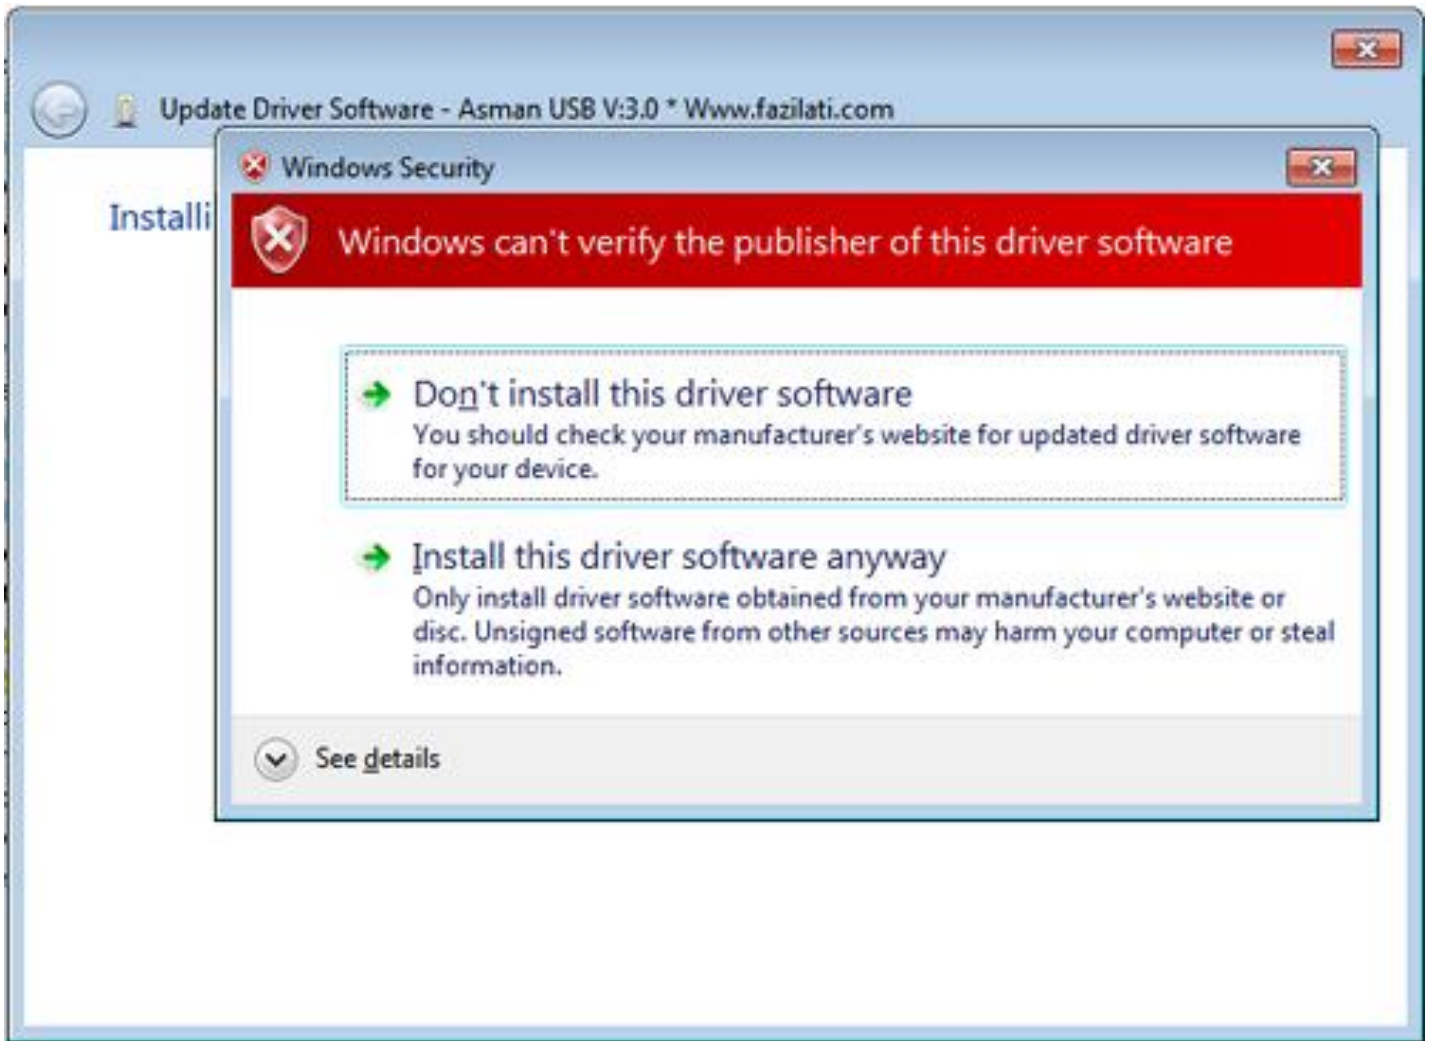 Update Driver Software - Asman USB V:3.0 * Www.fazilati.com
Installi
Windows Security
Windows can't verify the publisher of this driver software
Don't install this driver software
You should check your manufacturer's website for updated driver software
for your device.
Install this driver software anyway
Only install driver software obtained from your manufacturer's website or
disc. Unsigned software from other sources may harm your computer or steal
information.
See details